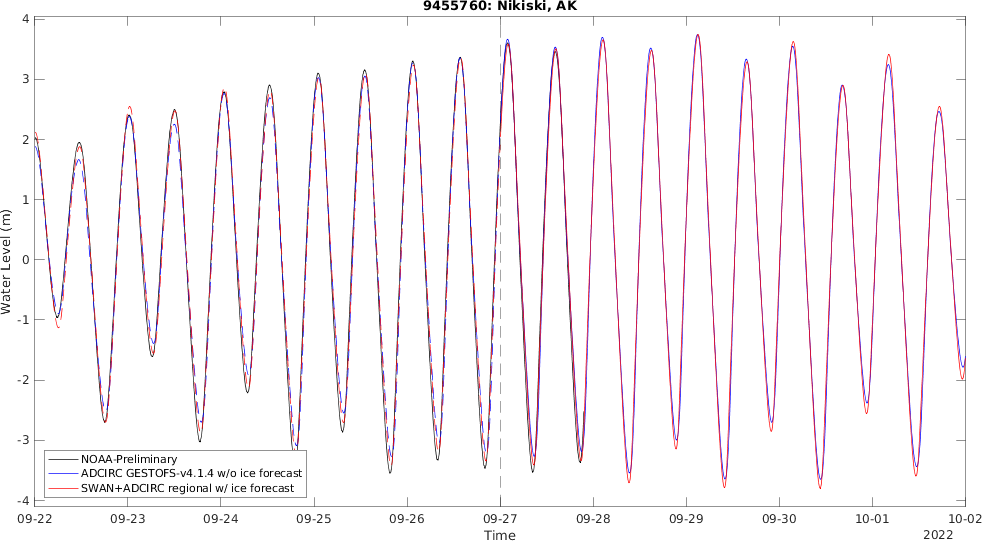 9455760: Nikiski, AK
4
3
2
1
0
-1
-2
-3
-4
Water Level (m)
NOAA-Preliminary
ADCIRC GESTOFS-v4.1.4 w/o ice forecast
SWAN+ADCIRC regional w/ ice forecast
09-22 09-23 09-24 09-25 09-26 09-27 09-28 09-29 09-30 10-01 10-02
Time
2022